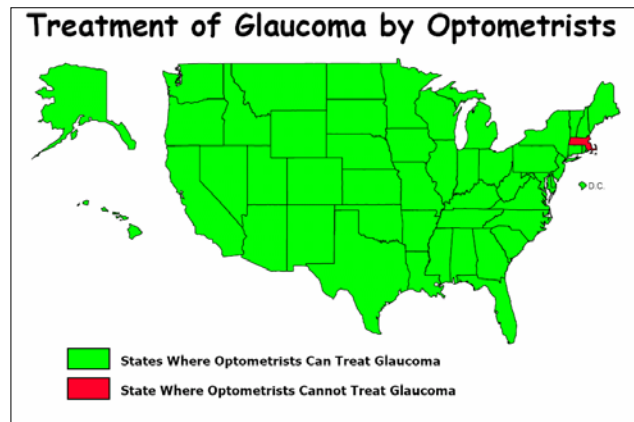 Treatment of Glaucoma by Optometrists
D.C.
States Where Optometrists Can Treat Glaucoma
State Where Optometrists Cannot Treat Glaucoma